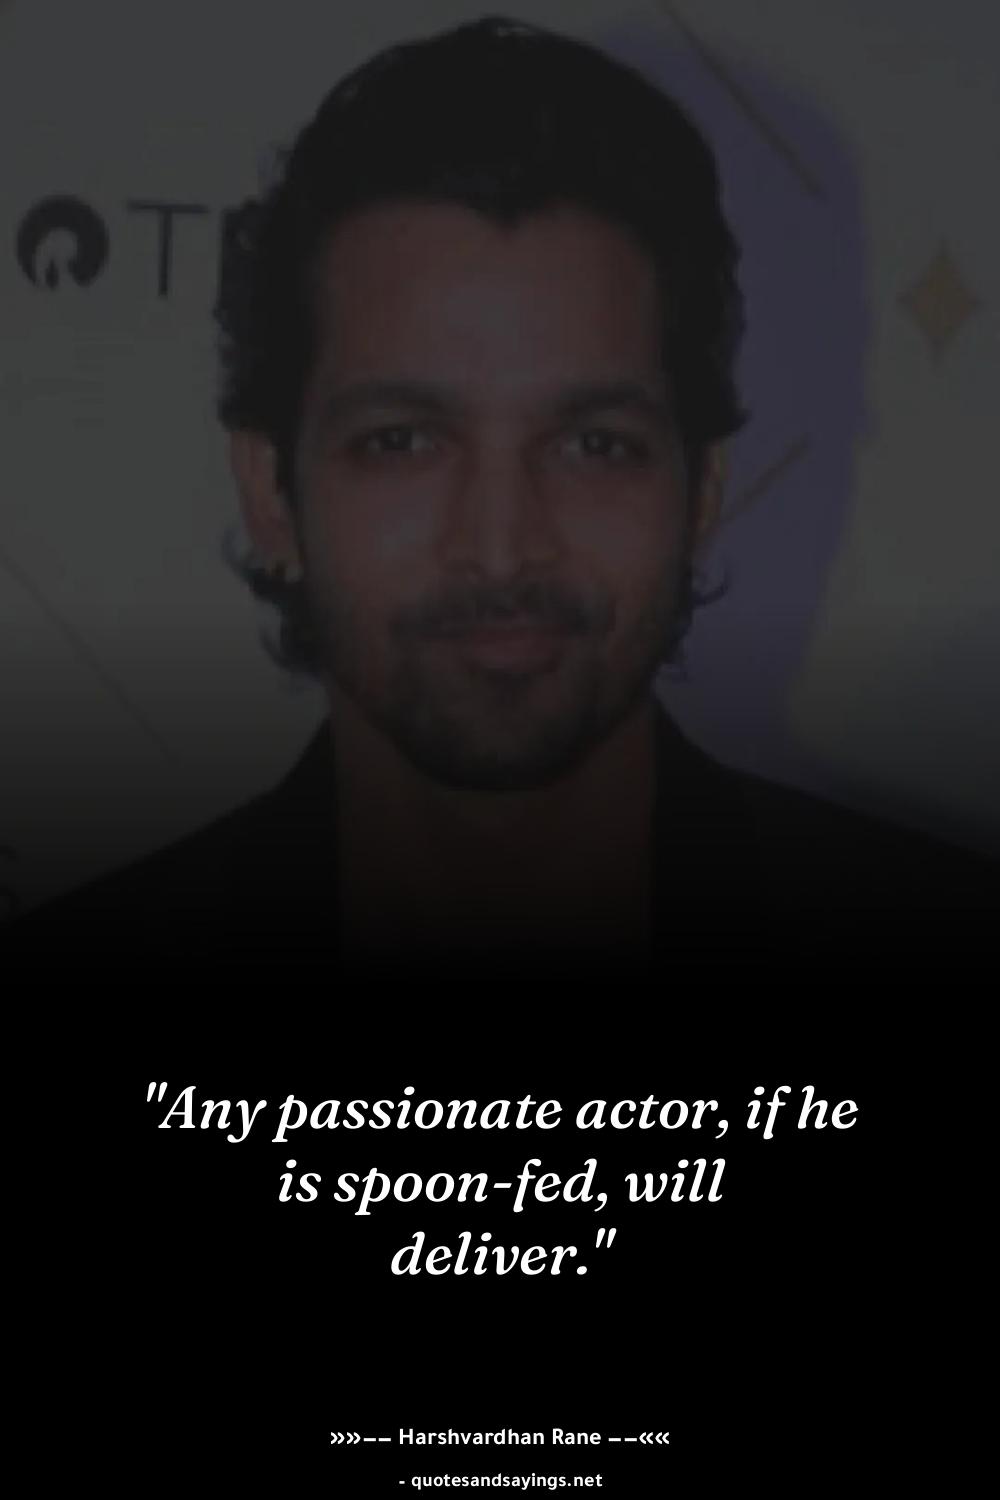 T
"Any passionate actor, if he
is spoon-fed, will
deliver."
»»–– Harshvardhan Rane ––««
- quotesandsayings.net